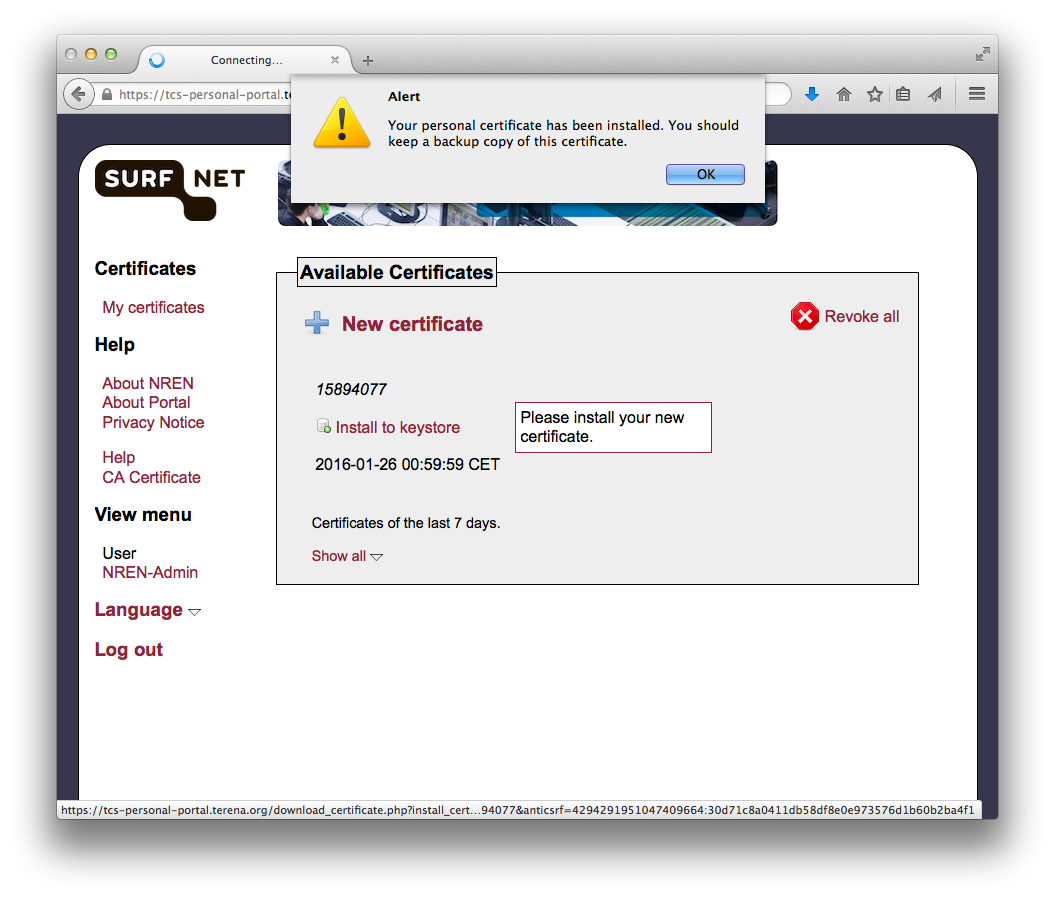 Connecting...
https://tcs-personal-portal.te
Alert
Your personal certificate has been installed. You should
keep a backup copy of this certificate.
OK
SURF NET
Certificates
My certificates
Help
About NREN
About Portal
Privacy Notice
Help
CA Certificate
View menu
User
NREN-Admin
Language
Log out
Available Certificates
New certificate
Revoke all
15894077
Install to keystore
Please install your new
certificate.
2016-01-26 00:59:59 CET
Certificates of the last 7 days.
Show all
https://tcs-personal-portal.terena.org/download_certificate.php?install_cert...94077&anticsrf=4294291951047409664:30d71c8a0411db58df8e0e973576d1b60b2ba4f1